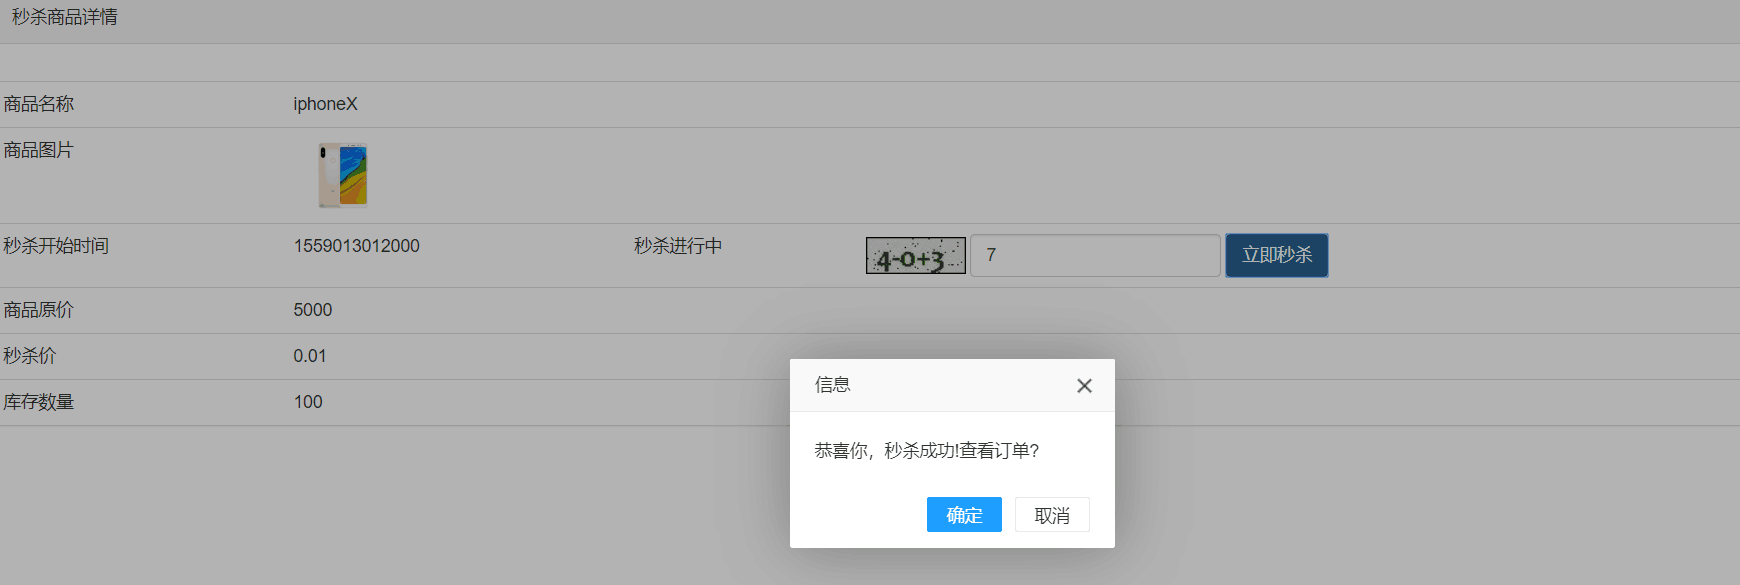 秒杀商品详情
商品名称 iphoneX
商品图片
秒杀开始时间 1559013012000 秒杀进行中 4-0+3 7 立即秒杀
商品原价 5000
秒杀价 0.01
库存数量 100
信息
恭喜你，秒杀成功!查看订单?
确定 取消